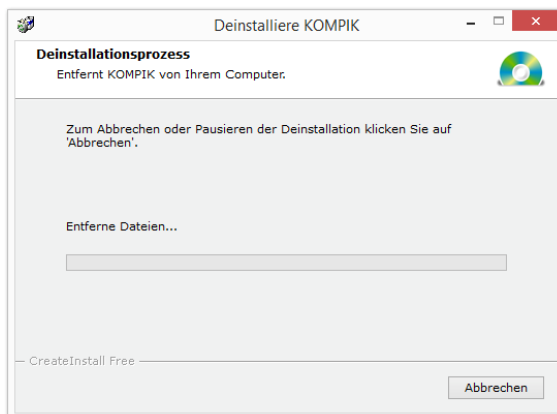 Deinstalliere KOMPIK
Deinstallationsprozess
Entfernt KOMPIK von Ihrem Computer.
Zum Abbrechen oder Pausieren der Deinstallation klicken Sie auf
'Abbrechen'.
Entferne Dateien...
CreateInstall Free
Abbrechen